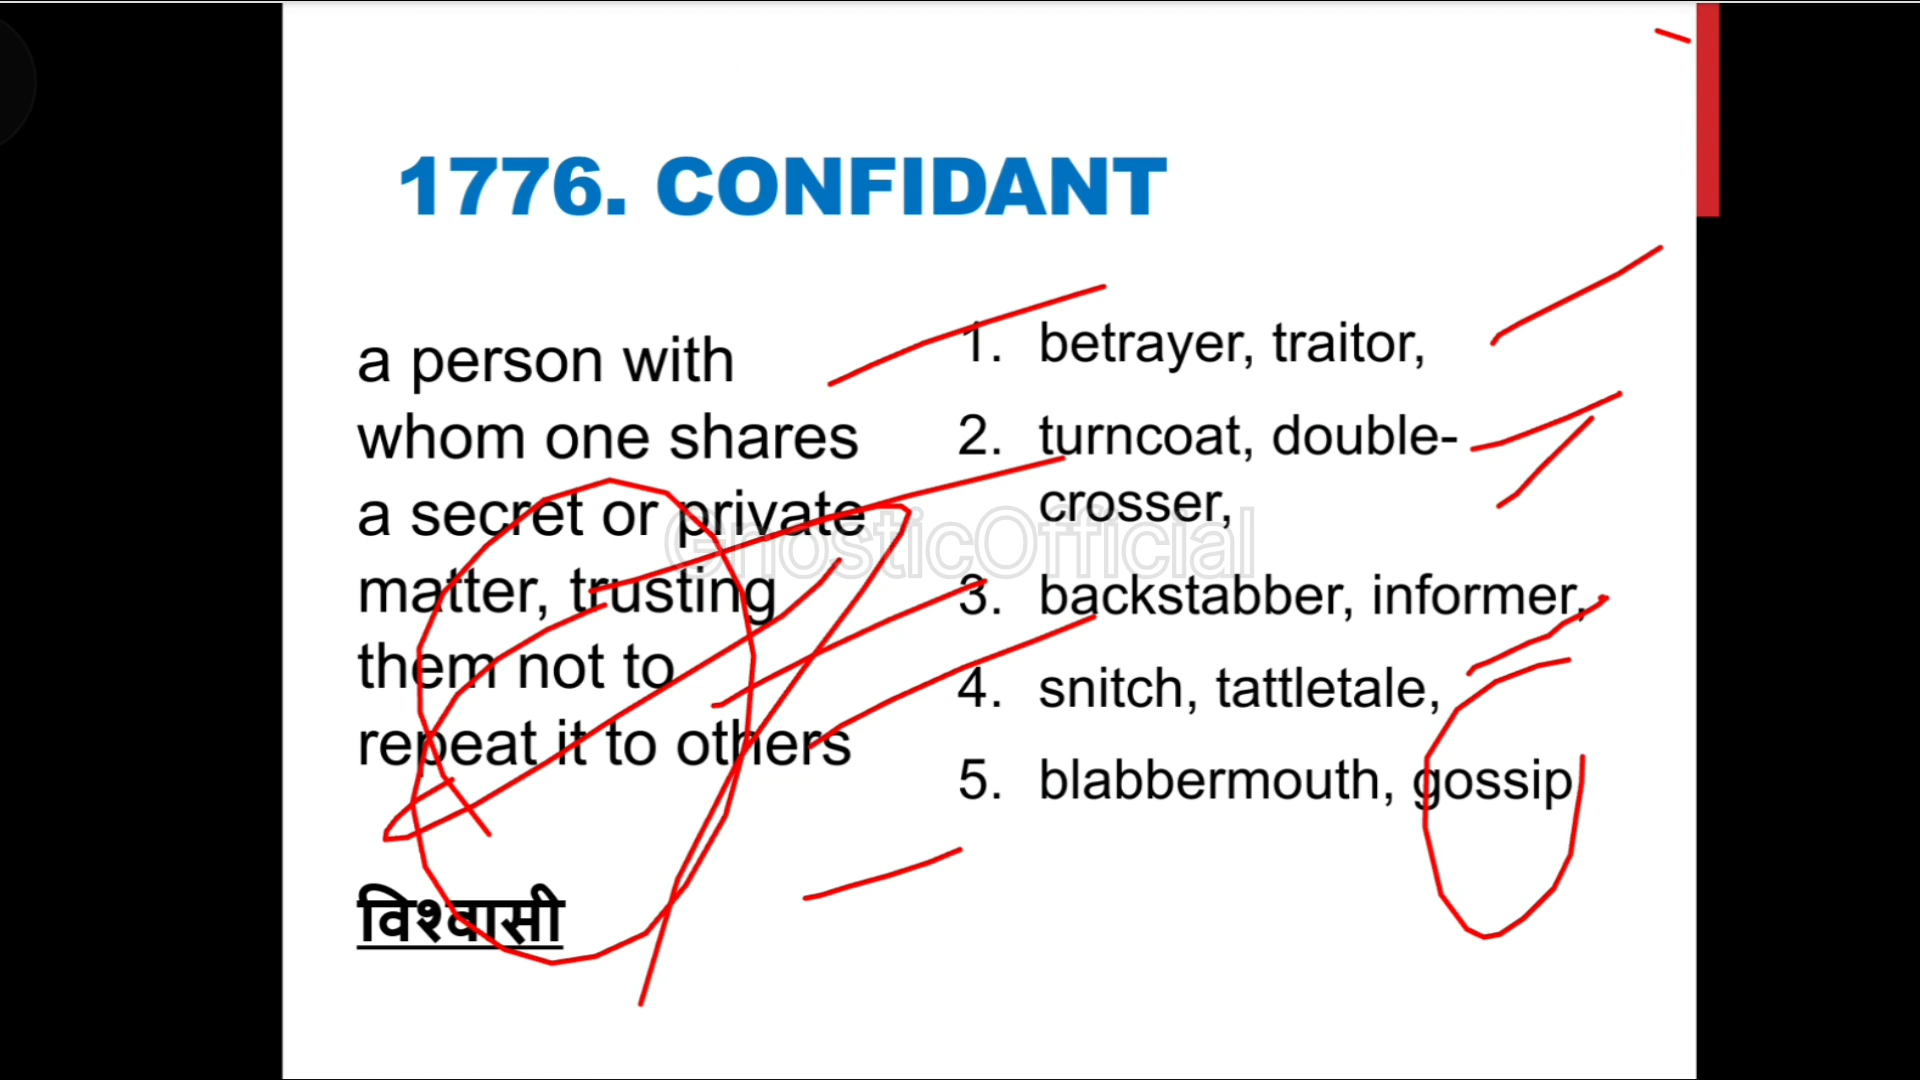 1776. CONFIDANT
a person with
whom one shares
a secret or private
matter, trusting
them not to
repeat it to others
विश्वासी
1. betrayer, traitor,
2. turncoat, double-
crosser,
3. backstabber, informer,
4. snitch, tattletale,
5. blabbermouth, gossip
GnosticOfficial